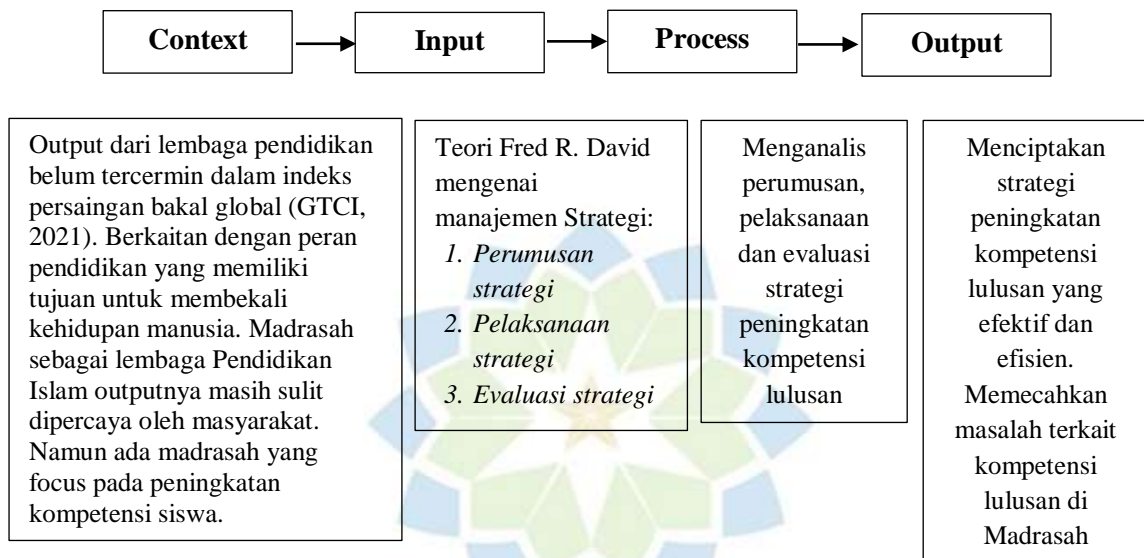 Context
Input
Process
Output
Output dari lembaga pendidikan
belum tercermin dalam indeks
persaingan bakal global (GTCI,
2021). Berkaitan dengan peran
pendidikan yang memiliki
tujuan untuk membekali
kehidupan manusia. Madrasah
sebagai lembaga Pendidikan
Islam outputnya masih sulit
dipercaya oleh masyarakat.
Namun ada madrasah yang
focus pada peningkatan
kompetensi siswa.
Teori Fred R. David
mengenai
manajemen Strategi:
1. Perumusan
strategi
2. Pelaksanaan
strategi
3. Evaluasi strategi
Menganalis
perumusan,
pelaksanaan
dan evaluasi
strategi
peningkatan
kompetensi
lulusan
Menciptakan
strategi
peningkatan
kompetensi
lulusan yang
efektif dan
efisien.
Memecahkan
masalah terkait
kompetensi
lulusan di
Madrasah